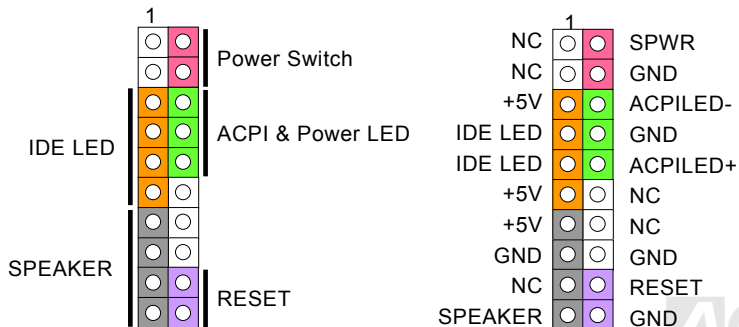 1
Power Switch
IDE LED
ACPI & Power LED
SPEAKER
RESET
1
NC SPWR
NC GND
+5V ACPILED-
IDE LED GND
IDE LED ACPILED+
+5V NC
+5V NC
GND GND
NC RESET
SPEAKER GND